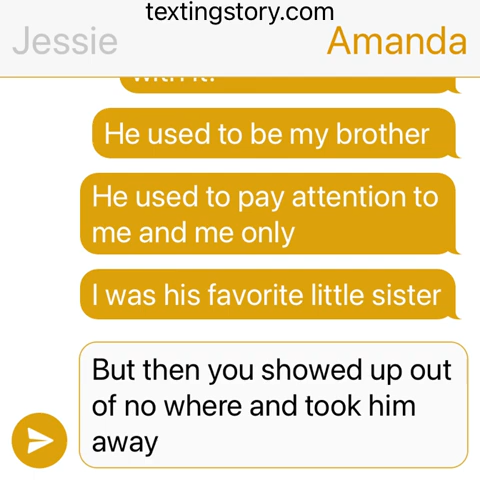 textingstory.com
Jessie
Amanda
with it!
He used to be my brother
He used to pay attention to
me and me only
I was his favorite little sister
But then you showed up out
of no where and took him
away